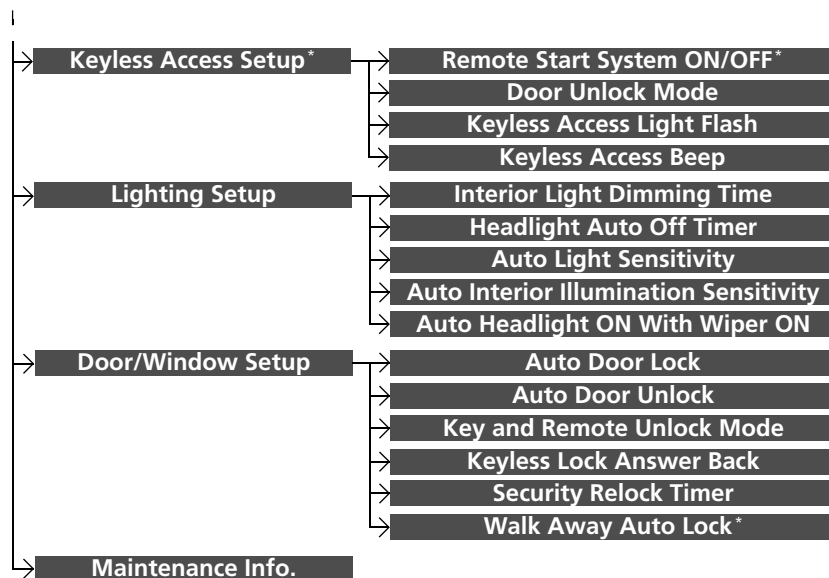 Keyless Access Setup*
Remote Start System ON/OFF*
Door Unlock Mode
Keyless Access Light Flash
Keyless Access Beep
Lighting Setup
Interior Light Dimming Time
Headlight Auto Off Timer
Auto Light Sensitivity
Auto Interior Illumination Sensitivity
Auto Headlight ON With Wiper ON
Door/Window Setup
Auto Door Lock
Auto Door Unlock
Key and Remote Unlock Mode
Keyless Lock Answer Back
Security Relock Timer
Walk Away Auto Lock*
Maintenance Info.